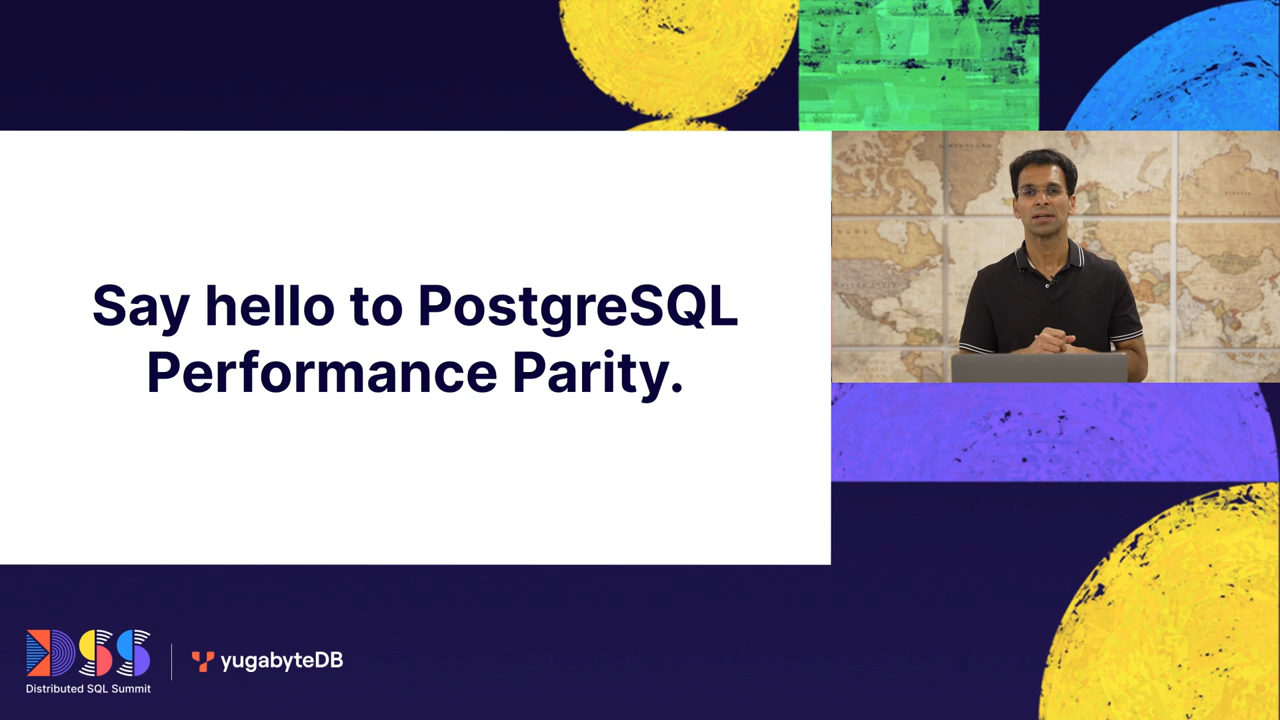 Say hello to PostgreSQL
Performance Parity.
DSS
Distributed SQL Summit
yugabyteDB